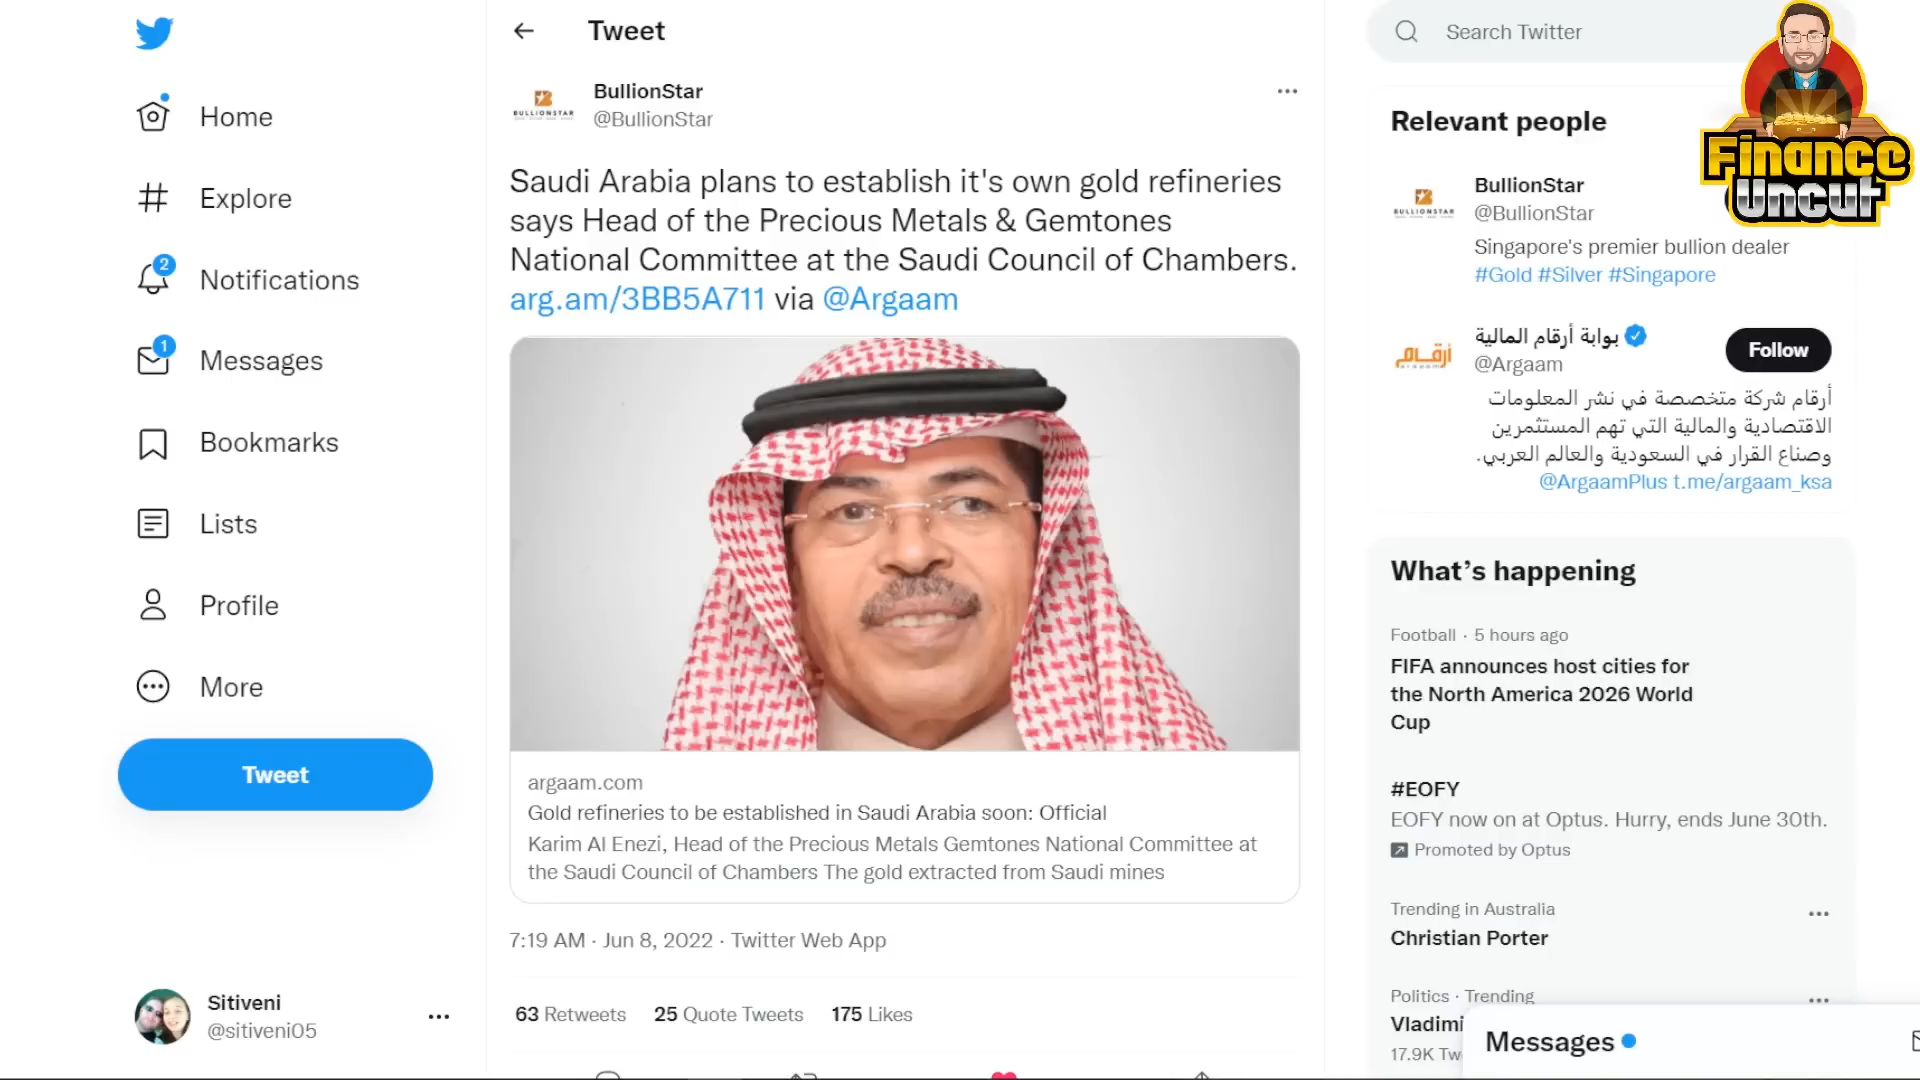 Home
Explore
2
Notifications
1
Messages
Bookmarks
Lists
Profile
More
Tweet
Sitiveni
@sitiveni05
Tweet
BULLIONSTAR
BullionStar
@BullionStar
Saudi Arabia plans to establish it's own gold refineries
says Head of the Precious Metals & Gemtones
National Committee at the Saudi Council of Chambers.
arg.am/3BB5A711 via @Argaam
argaam.com
Gold refineries to be established in Saudi Arabia soon: Official
Karim Al Enezi, Head of the Precious Metals Gemtones National Committee at
the Saudi Council of Chambers The gold extracted from Saudi mines
7:19 AM · Jun 8, 2022 · Twitter Web App
63 Retweets 25 Quote Tweets 175 Likes
Search Twitter
Finance
Uncut
Relevant people
BULLIONSTAR
BullionStar
@BullionStar
Singapore's premier bullion dealer
#Gold #Silver #Singapore
أرقام
بوابة أرقام المالية
@Argaam
Follow
أرقام شركة متخصصة في نشر المعلومات
الاقتصادية والمالية التي تهم المستثمرين
وصناع القرار في السعودية والعالم العربي.
@ArgaamPlus t.me/argaam_ksa
What's happening
Football · 5 hours ago
FIFA announces host cities for
the North America 2026 World
Cup
#EOFY
EOFY now on at Optus. Hurry, ends June 30th.
Promoted by Optus
Trending in Australia
Christian Porter
Politics · Trending
Vladimi
17.9K Tw
Messages